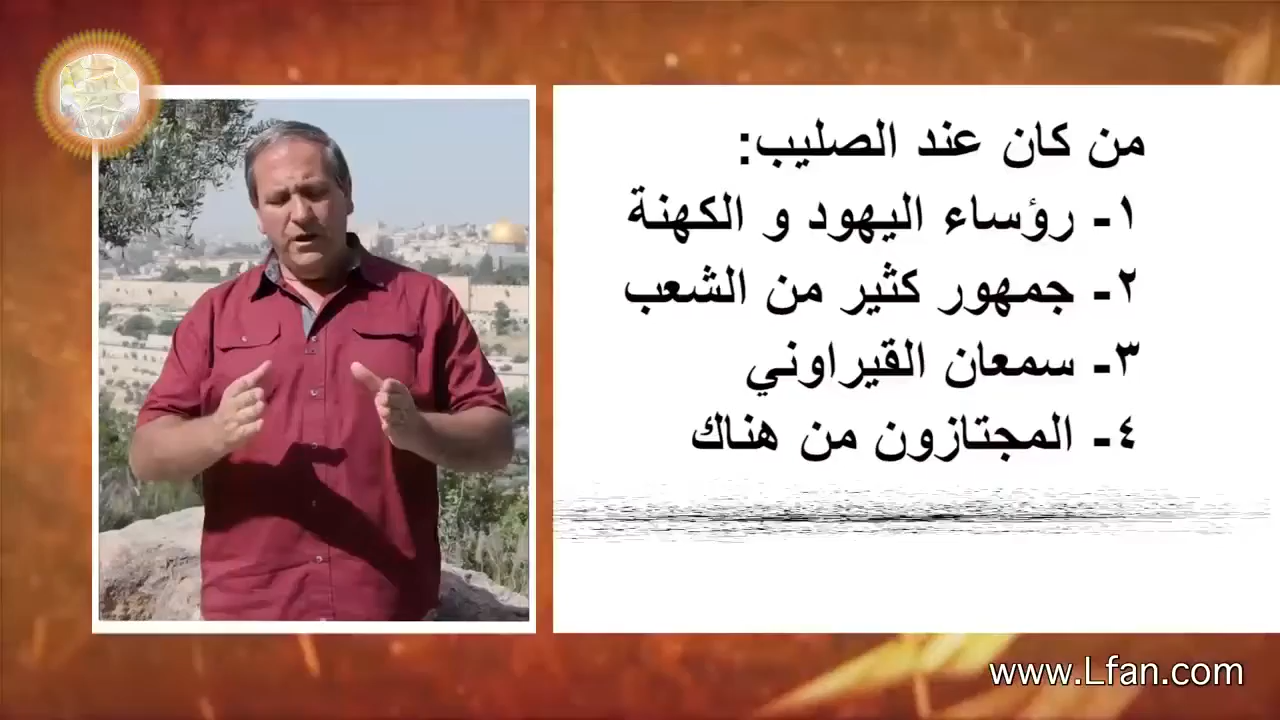 من كان عند الصليب:
١- رؤساء اليهود و الكهنة
٢- جمهور كثير من الشعب
٣- سمعان القيراوني
٤- المجتازون من هناك
www.Lfan.com